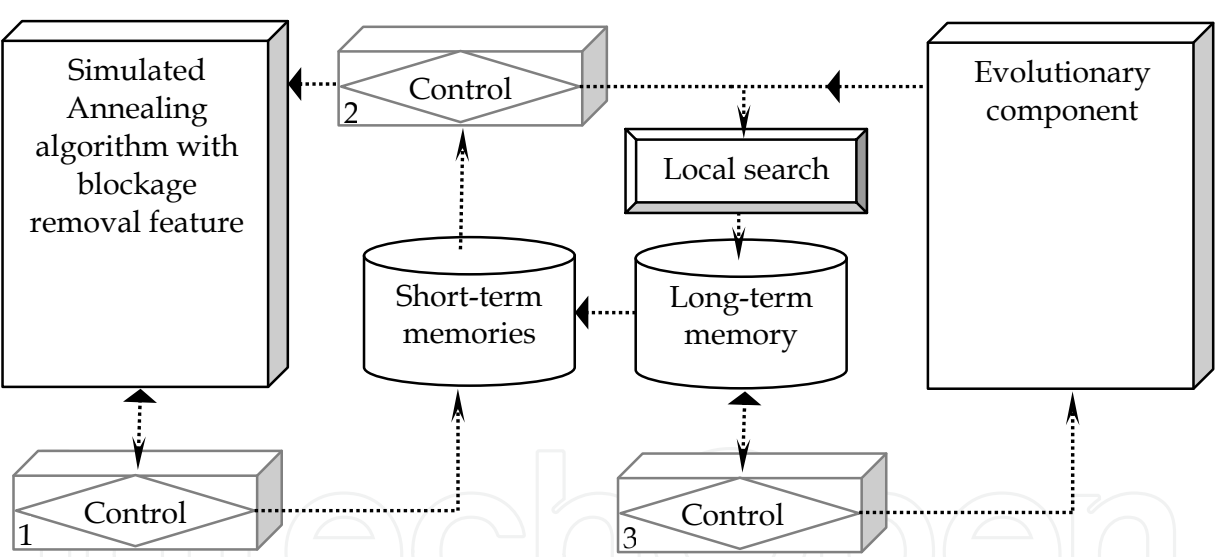 Simulated
Annealing
algorithm with
blockage
removal feature
Control
2
Evolutionary
component
Local search
Short-term
memories
Long-term
memory
Control
1
Control
3